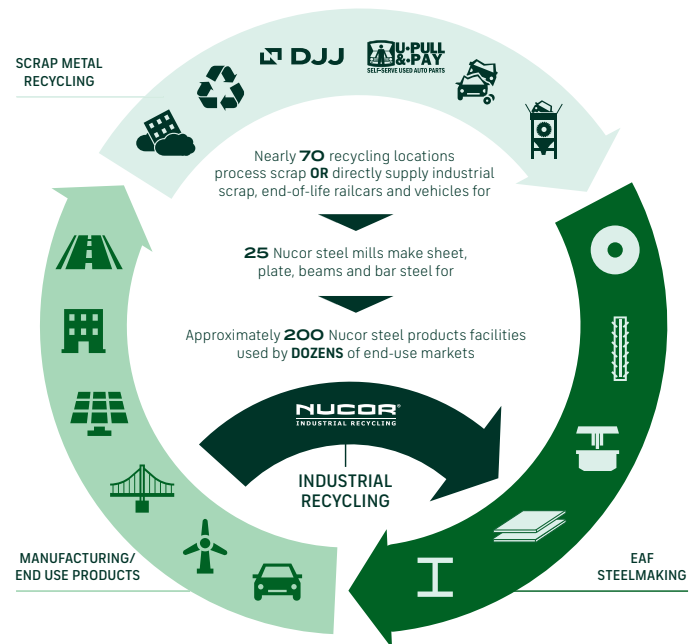 SCRAP METAL
RECYCLING
DJJ
U-PULL
&-PAY
SELF-SERVE USED AUTO PARTS
Nearly 70 recycling locations
process scrap OR directly supply industrial
scrap, end-of-life railcars and vehicles for
25 Nucor steel mills make sheet,
plate, beams and bar steel for
Approximately 200 Nucor steel products facilities
used by DOZENS of end-use markets
NUCOR®
INDUSTRIAL RECYCLING
INDUSTRIAL
RECYCLING
MANUFACTURING/
END USE PRODUCTS
EAF
STEELMAKING